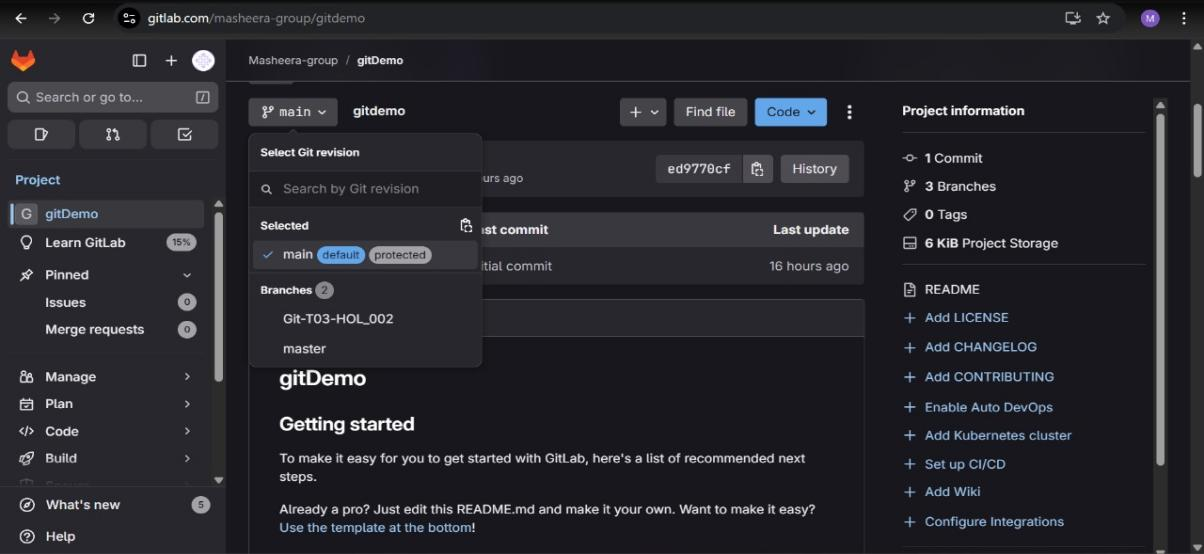 gitlab.com/masheera-group/gitdemo
M
Masheera-group / gitDemo
Search or go to...
/
Project
G gitDemo
Learn GitLab 15%
Pinned
Issues 0
Merge requests 0
Manage
Plan
Code
Build
What's new 5
Help
main
gitdemo
Find file
Code
Select Git revision
Search by Git revision
Selected
main default protected
Branches 2
Git-T03-HOL_002
master
urs ago
ed9770cf
History
st commit
Last update
itial commit
16 hours ago
gitDemo
Getting started
To make it easy for you to get started with GitLab, here's a list of recommended next
steps.
Already a pro? Just edit this README.md and make it your own. Want to make it easy?
Use the template at the bottom!
Project information
1 Commit
3 Branches
0 Tags
6 KiB Project Storage
README
+ Add LICENSE
+ Add CHANGELOG
+ Add CONTRIBUTING
+ Enable Auto DevOps
+ Add Kubernetes cluster
+ Set up CI/CD
+ Add Wiki
+ Configure Integrations